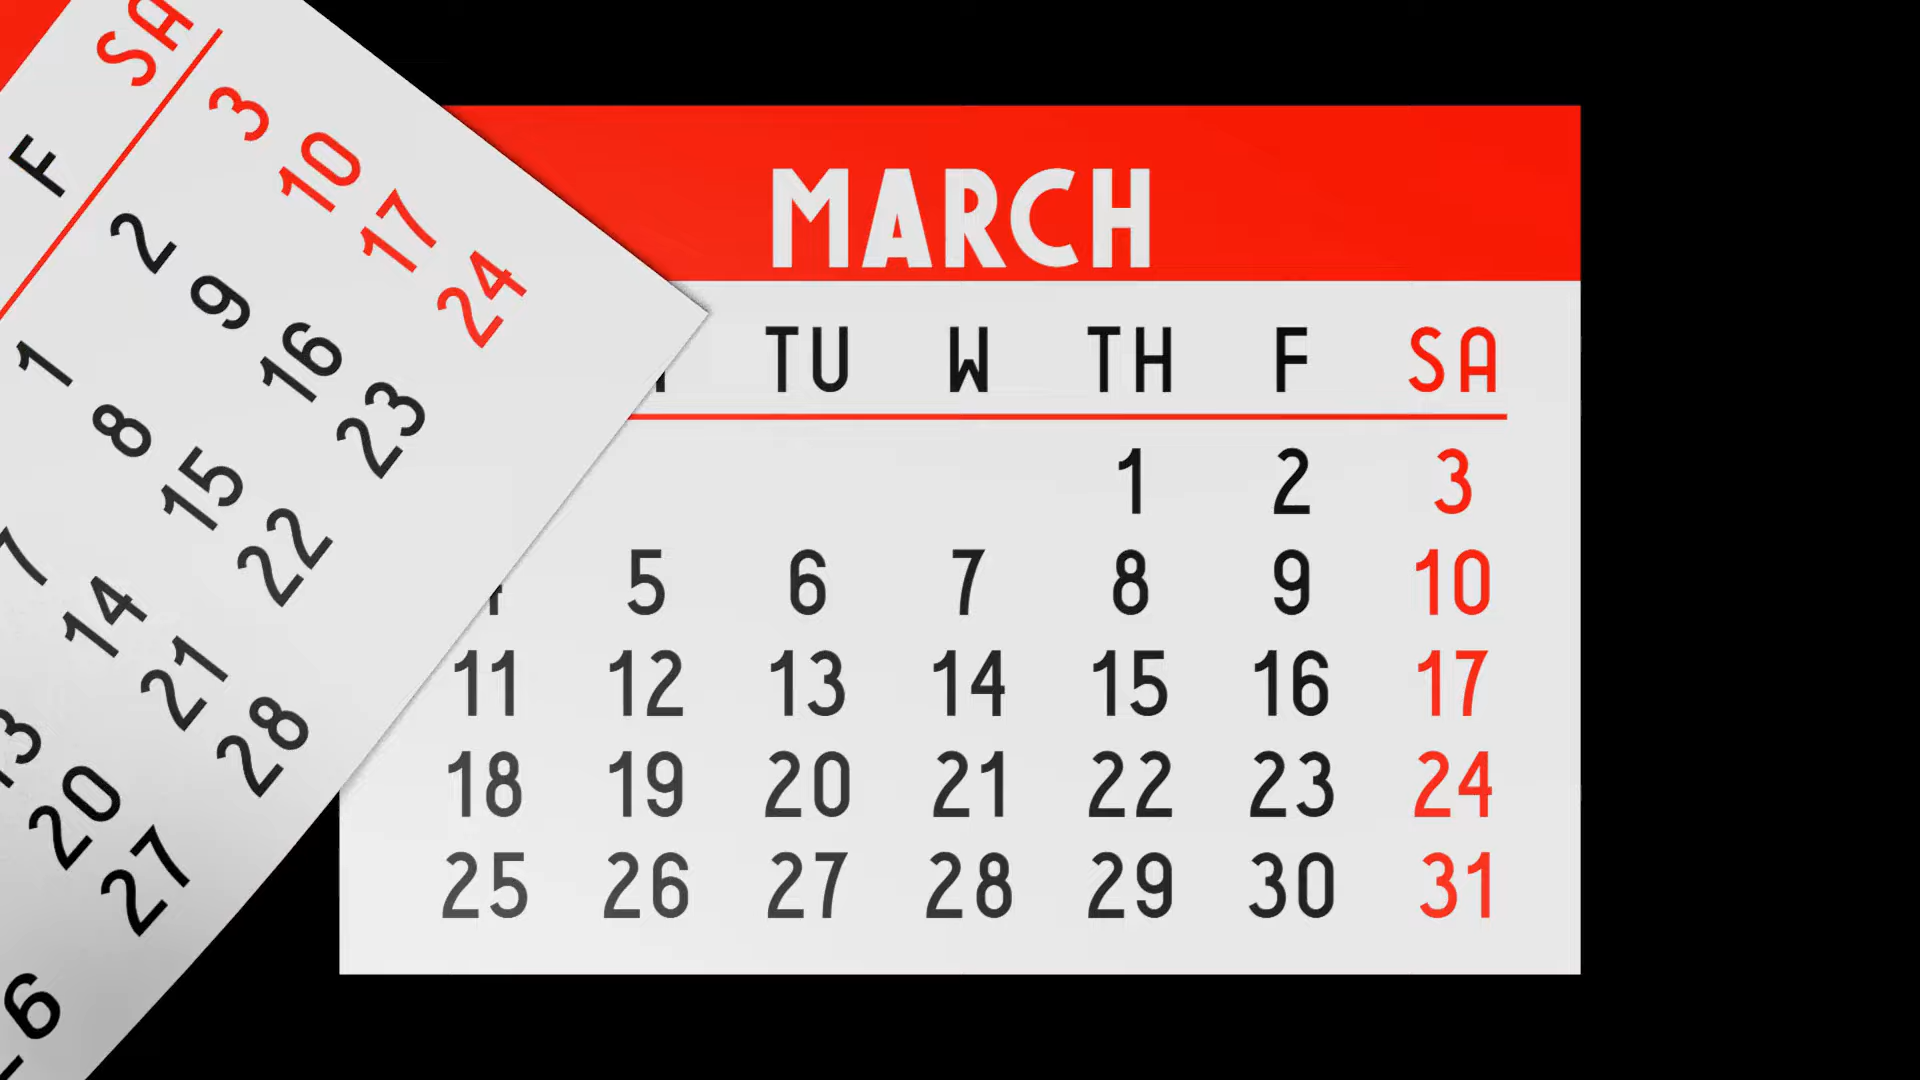 MARCH
TU W TH F SA
1 2 3
5 6 7 8 9 10
11 12 13 14 15 16 17
18 19 20 21 22 23 24
25 26 27 28 29 30 31
F SA
1 2 3
7 8 9 10
14 15 16 17
20 21 22 23 24
27 28